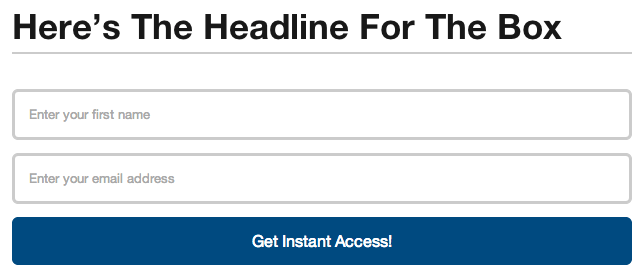 Here’s The Headline For The Box
Enter your first name
Enter your email address
Get Instant Access!